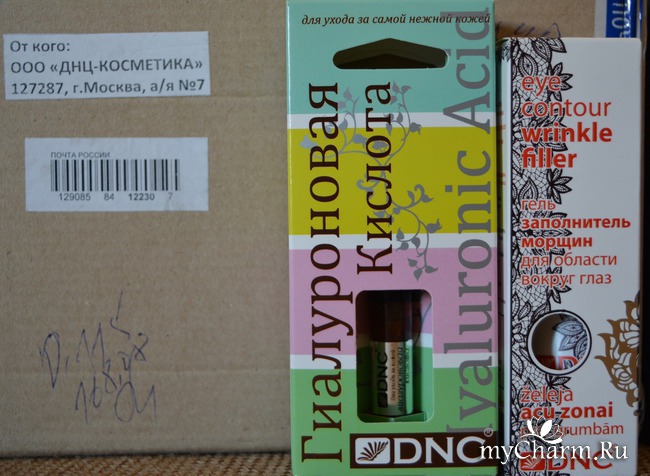 От кого:
ООО «ДНЦ-КОСМЕТИКА»
127287, г.Москва, а/я №7
ПОЧТА РОССИИ
129085 84 12230 7
для ухода за самой нежной кожей
Гиалуроновая
Кислота
Hyaluronic Acid
DNC
eye
contour
wrinkle
filler
гель
заполнитель
морщин
для области
вокруг глаз
želeja
acu zonai
DNC
myCharm.Ru